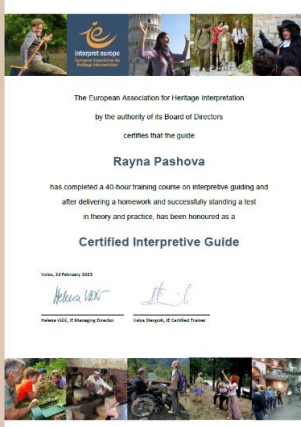 interpret europe
European Association for
Heritage Interpretation
The European Association for Heritage Interpretation
by the authority of its Board of Directors
certifies that the guide
Rayna Pashova
has completed a 40-hour training course on interpretive guiding and
after delivering a homework and successfully standing a test
in theory and practice, has been honoured as a
Certified Interpretive Guide
Helena Vičič, IE Managing Director
Valya Stergioti, IE Certified Trainer